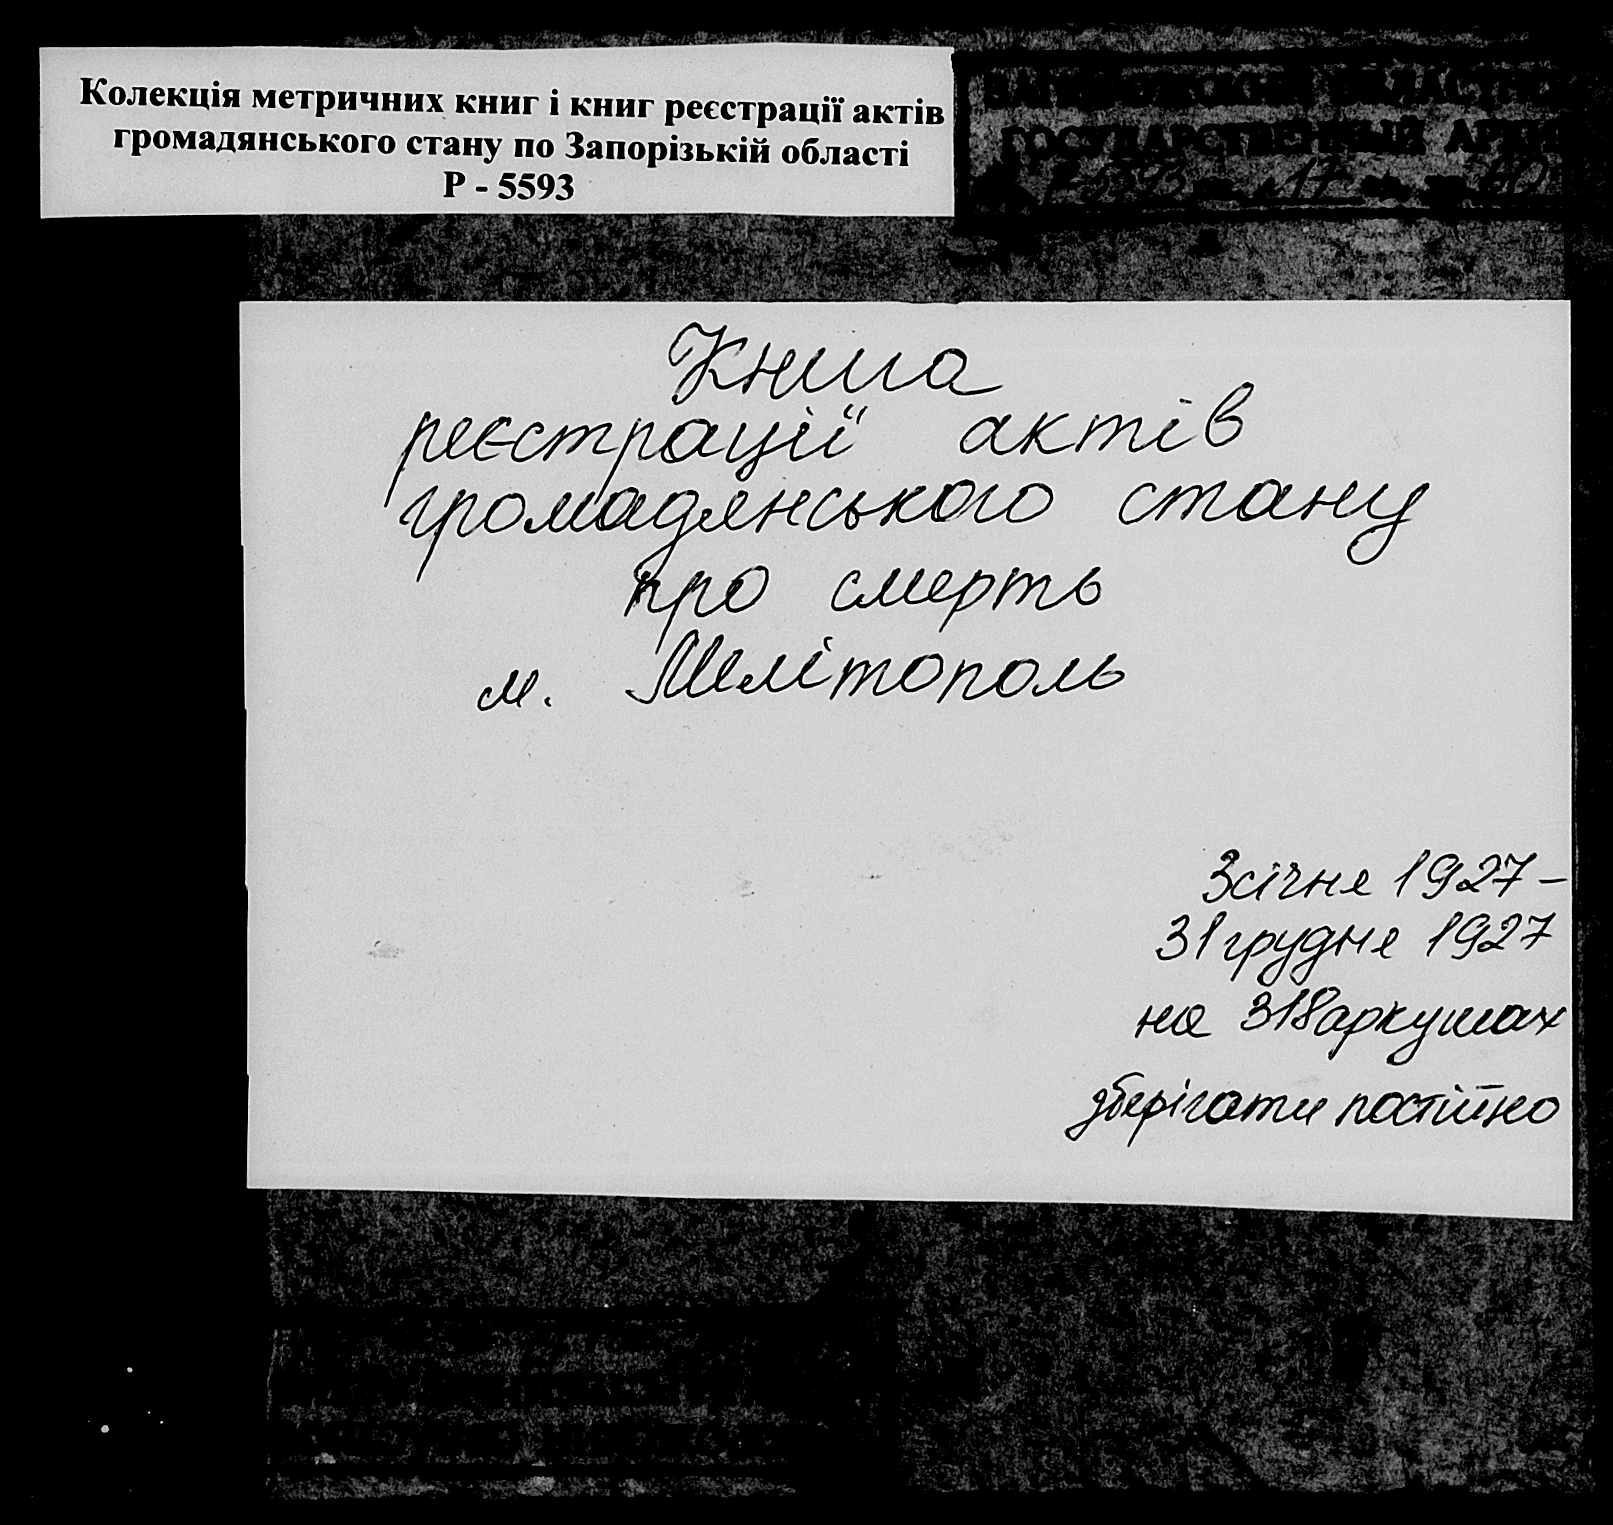 Колекція метричних книг і книг реєстрації актів
громадянського стану по Запорізькій області
Р - 5593
ГОСУДАРСТВЕННЫЙ
Книга
реєстрації актів
громадянського стану
про смерть
м. Мелітополь
3 січня 1927 –
31 грудня 1927
на 318 аркушах
зберігати постійно